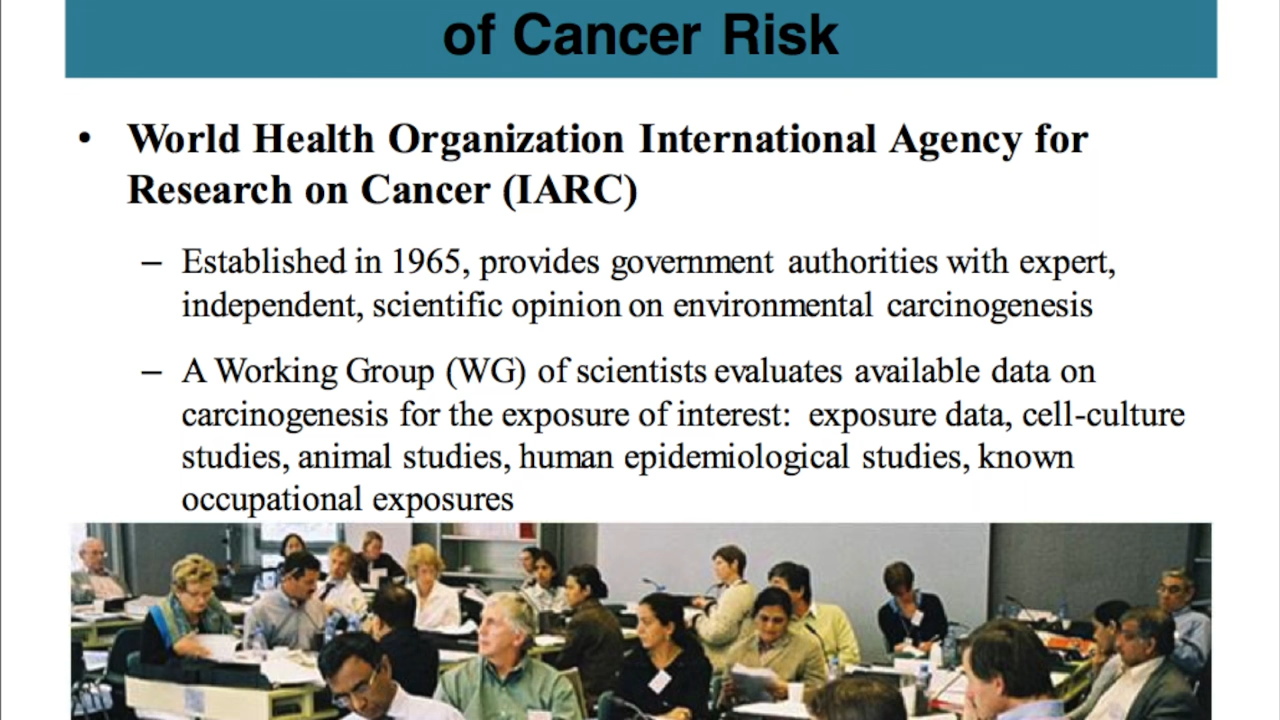 of Cancer Risk
• World Health Organization International Agency for
Research on Cancer (IARC)
– Established in 1965, provides government authorities with expert,
independent, scientific opinion on environmental carcinogenesis
– A Working Group (WG) of scientists evaluates available data on
carcinogenesis for the exposure of interest: exposure data, cell-culture
studies, animal studies, human epidemiological studies, known
occupational exposures